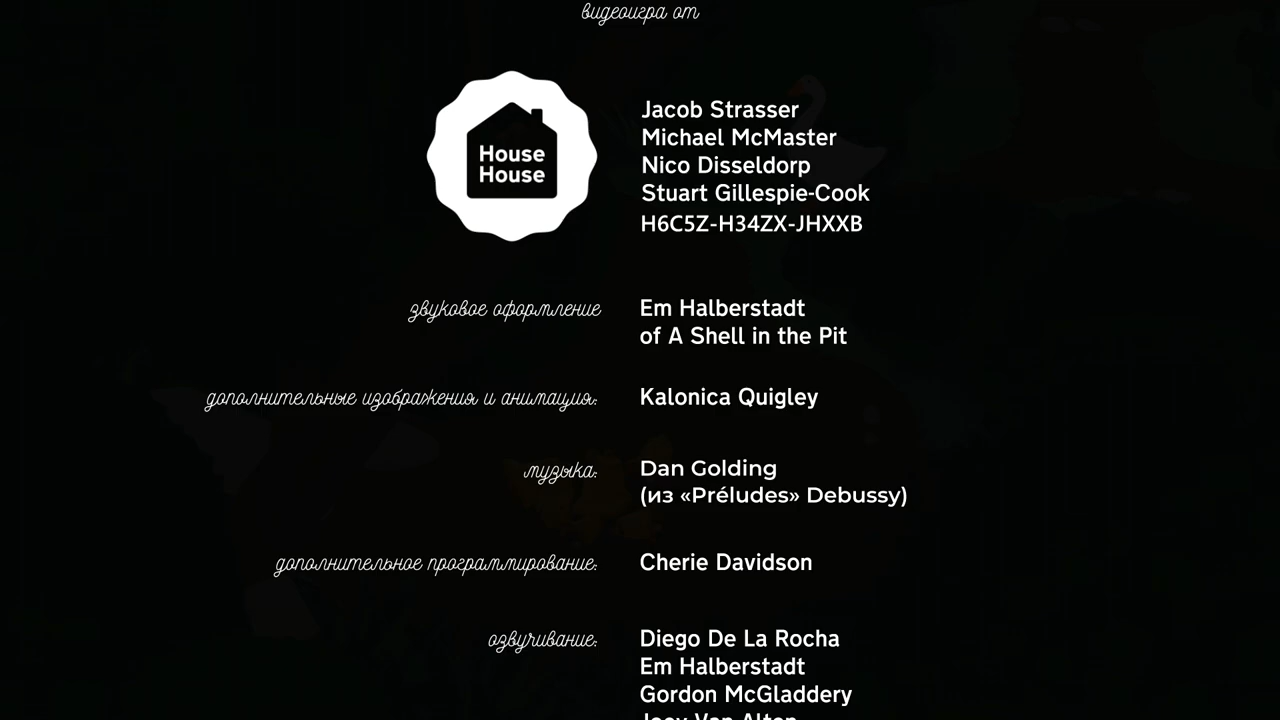 видеоигра от
House
House
Jacob Strasser
Michael McMaster
Nico Disseldorp
Stuart Gillespie-Cook
H6C5Z-H34ZX-JHXXB
звуковое оформление
Em Halberstadt
of A Shell in the Pit
дополнительные изображения и анимация:
Kalonica Quigley
музыка:
Dan Golding
(из «Préludes» Debussy)
дополнительное программирование:
Cherie Davidson
озвучивание:
Diego De La Rocha
Em Halberstadt
Gordon McGladdery